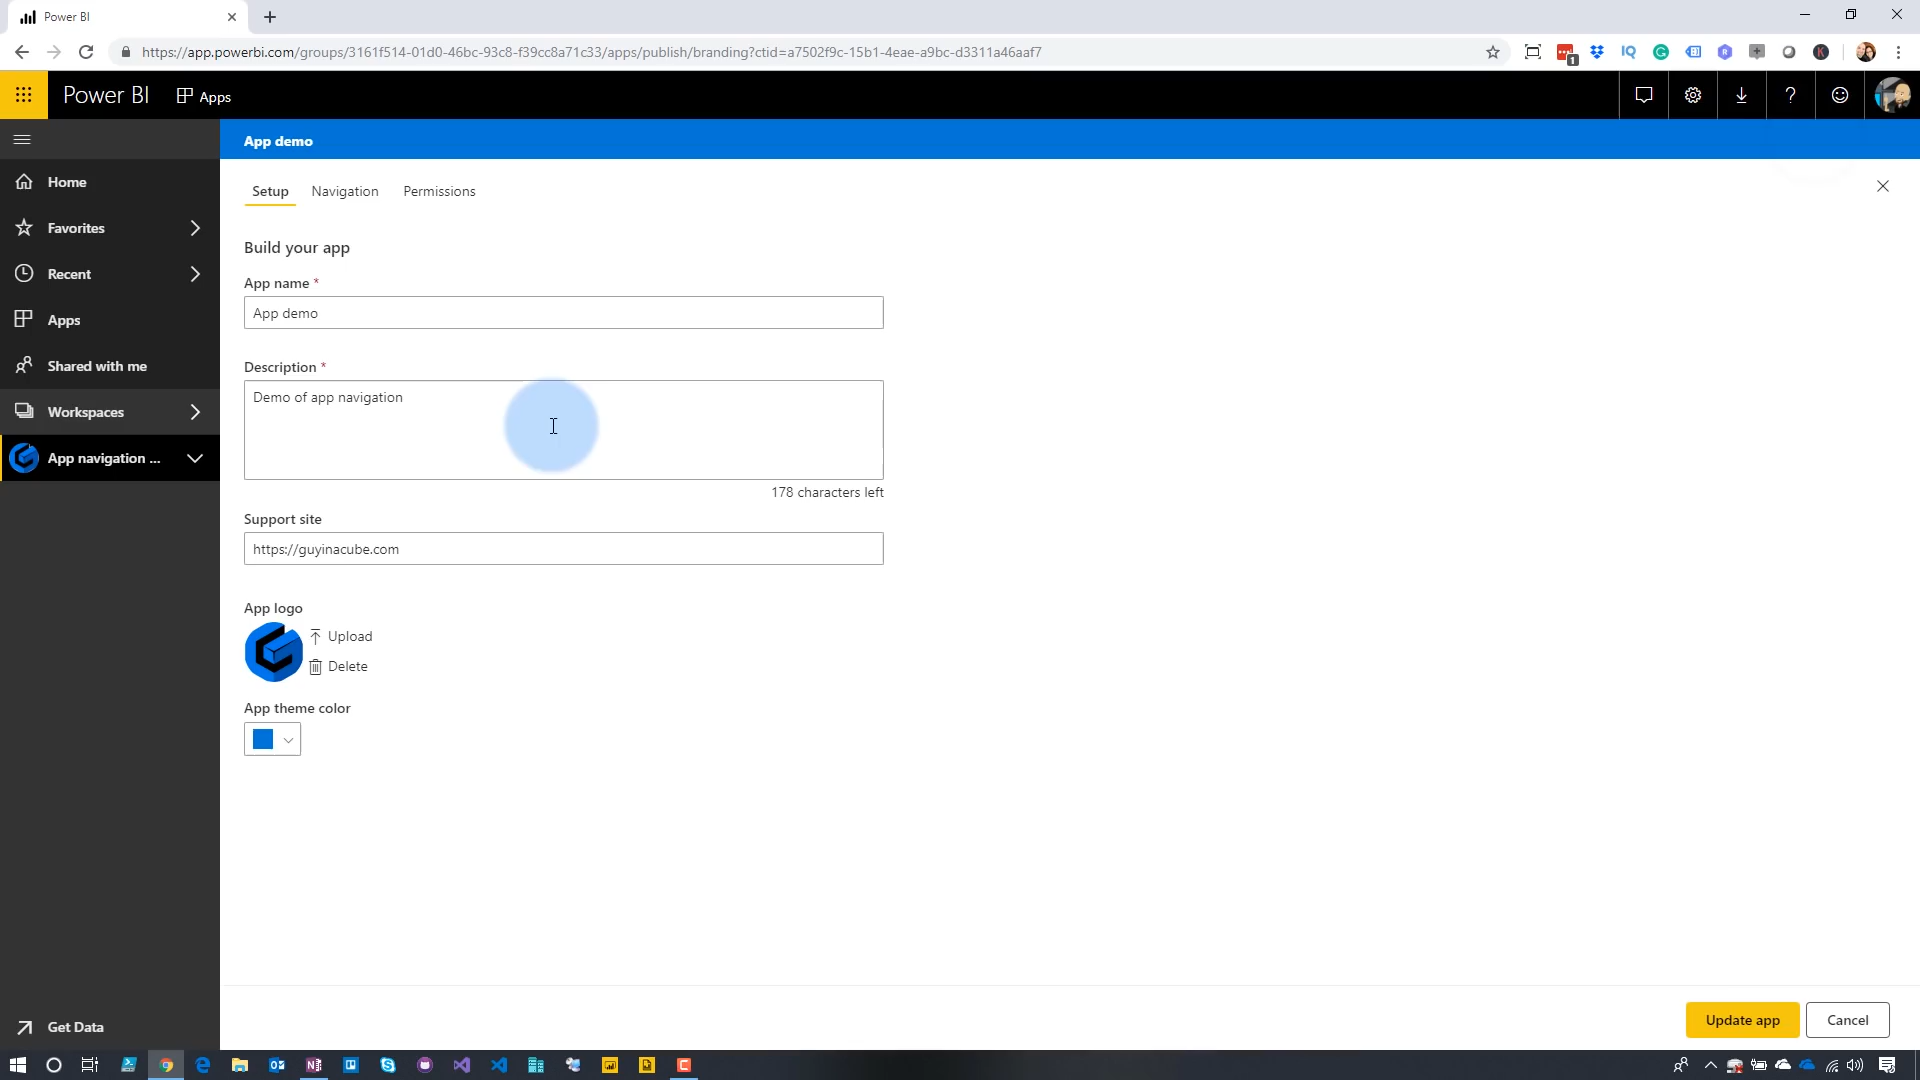 Power BI
https://app.powerbi.com/groups/3161f514-01d0-46bc-93c8-f39cc8a71c33/apps/publish/branding?ctid=a7502f9c-15b1-4eae-a9bc-d3311a46aaf7
Power BI
Apps
App demo
Home
Favorites
Recent
Apps
Shared with me
Workspaces
App navigation ...
Get Data
Setup Navigation Permissions
Build your app
App name *
App demo
Description *
Demo of app navigation
178 characters left
Support site
https://guyinacube.com
App logo
Upload
Delete
App theme color
Update app
Cancel